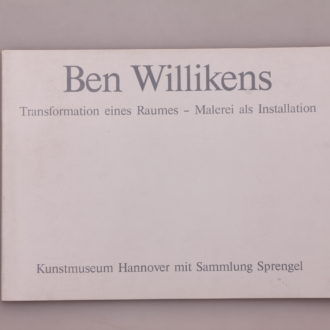 Ben Willikens
Transformation eines Raumes – Malerei als Installation
Kunstmuseum Hannover mit Sammlung Sprengel